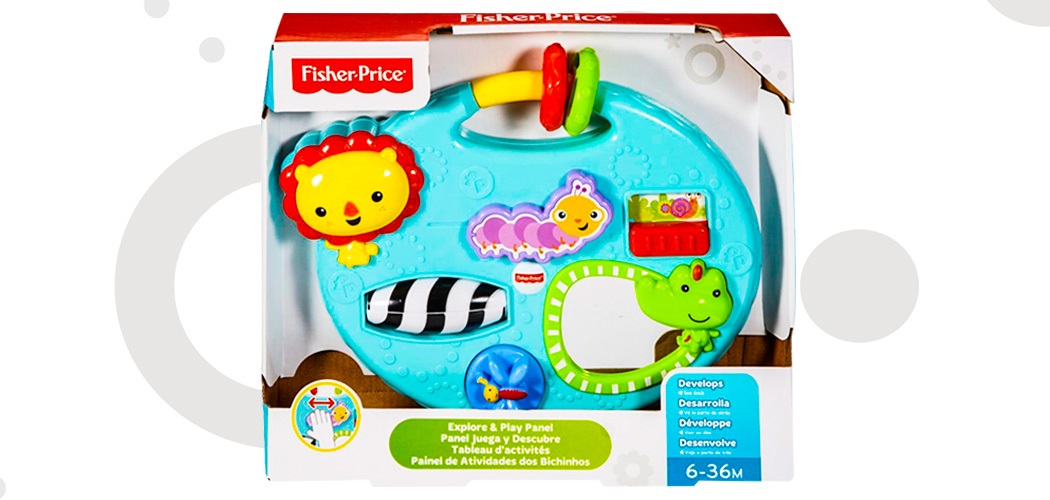 Fisher-Price
Fisher-Price
Fisher-Price
Explore & Play Panel
Panel Juega y Descubre
Tableau d'activités
Painel de Atividades dos Bichinhos
Develops
Desarrolla
Développe
Desenvolve
6-36M